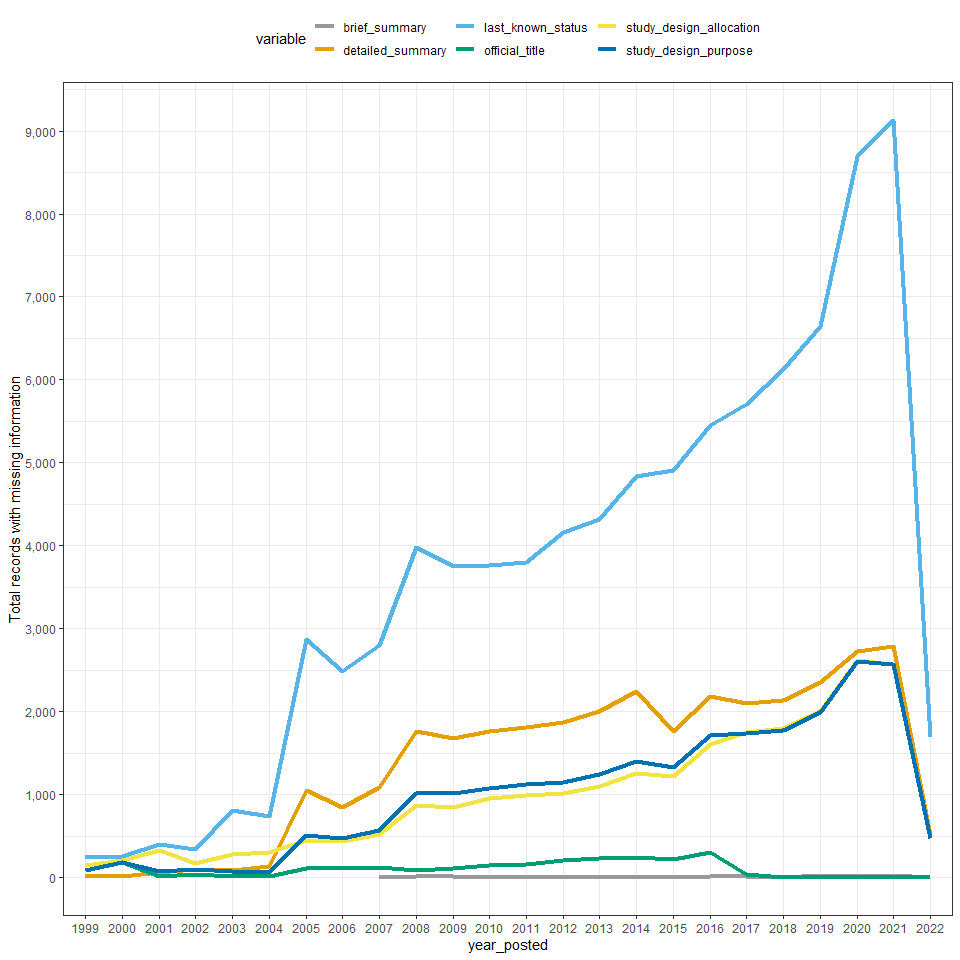 variable
brief_summary last_known_status study_design_allocation
detailed_summary official_title study_design_purpose
Total records with missing information
9,000
8,000
7,000
6,000
5,000
4,000
3,000
2,000
1,000
0
1999 2000 2001 2002 2003 2004 2005 2006 2007 2008 2009 2010 2011 2012 2013 2014 2015 2016 2017 2018 2019 2020 2021 2022
year_posted